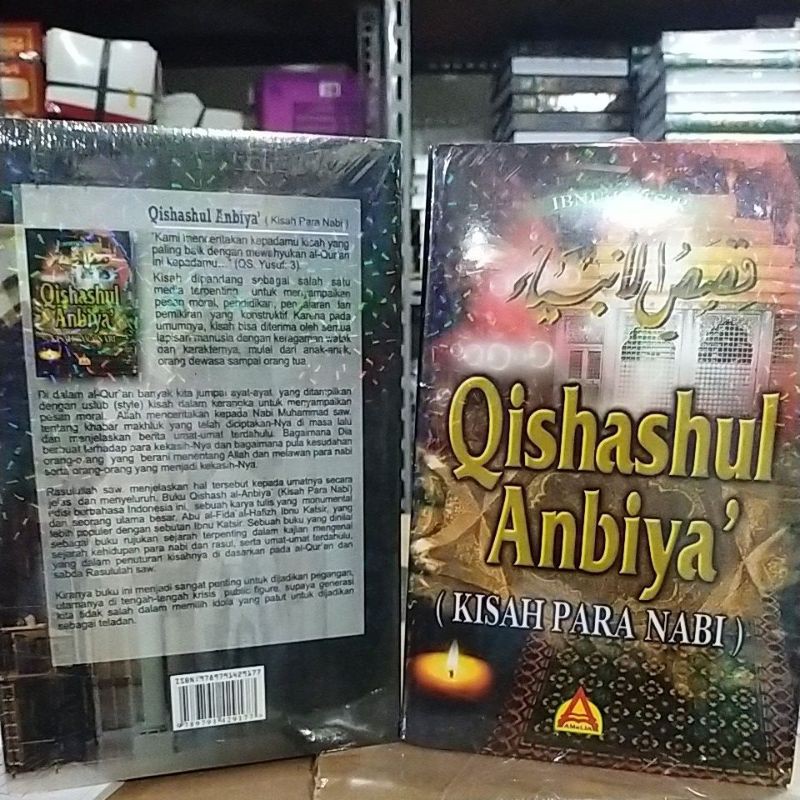 Qishashul Anbiya' ( Kisah Para Nabi )
"Kami menceritakan kepadamu kisah yang
paling baik dengan mewahyukan al-Qur'an
ini kepadamu..." (QS. Yusuf: 3)
Kisah dipandang sebagai salah satu
media terpenting untuk menyampaikan
pesan moral, pendidikan, penjalaran dan
pemikiran yang konstruktif Karena pada
umumnya, kisah bisa diterima oleh semua
lapisan manusia dengan keragaman watak
dan karakternya, mulai dari anak-anak,
orang dewasa sampai orang tua.
Qishashul
Anbiya'
Di dalam al-Qur'an banyak kita jumpai ayat-ayat yang ditampilkan
dengan uslub (style) kisah dalam kerangka untuk menyampaikan
pesan moral. Allah menceritakan kepada Nabi Muhammad saw.
tentang khabar makhluk yang telah diciptakan-Nya di masa lalu
dan menjelaskan berita umat-umat terdahulu. Bagaimana Dia
berbuat terhadap para kekasih-Nya dan bagaimana pula kesudahan
orang-orang yang berani menentang Allah dan melawan para nabi
serta orang-orang yang menjadi kekasih-Nya.
Rasulullah saw. menjelaskan hal tersebut kepada umatnya secara
jelas dan menyeluruh. Buku Qishash al-Anbiya' (Kisah Para Nabi)
edisi berbahasa Indonesia ini, sebuah karya tulis yang monumental
dari seorang ulama besar, Abu al-Fida al-Hafizh Ibnu Katsir, yang
lebih populer dengan sebutan Ibnu Katsir. Sebuah buku yang dinilai
sebagai buku rujukan sejarah terpenting dalam kajian mengenai
sejarah kehidupan para nabi dan rasul, serta umat-umat terdahulu,
yang dalam penuturan kisahnya di dasarkan pada al-Qur'an dan
sabda Rasulullah saw.
Kiranya buku ini menjadi sangat penting untuk dijadikan pegangan,
utamanya di tengah-tengah krisis public figure, supaya generasi
kita tidak salah dalam memilih idola yang patut untuk dijadikan
sebagai teladan.
ISBN:9789791429177
IBNU
قصص الأنبياء
Qishashul
Anbiya'
( KISAH PARA NABI )
AMELIA